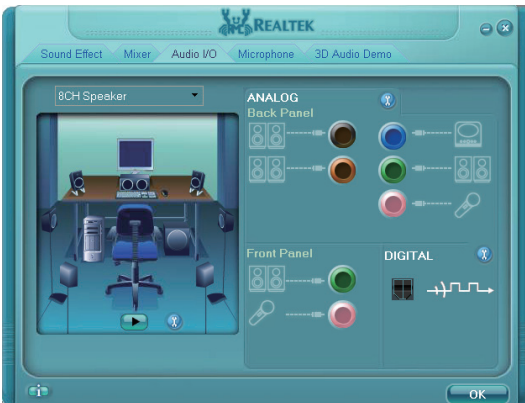 REALTEK
Sound Effect Mixer Audio I/O Microphone 3D Audio Demo
8CH Speaker
ANALOG
Back Panel
Front Panel
DIGITAL
OK